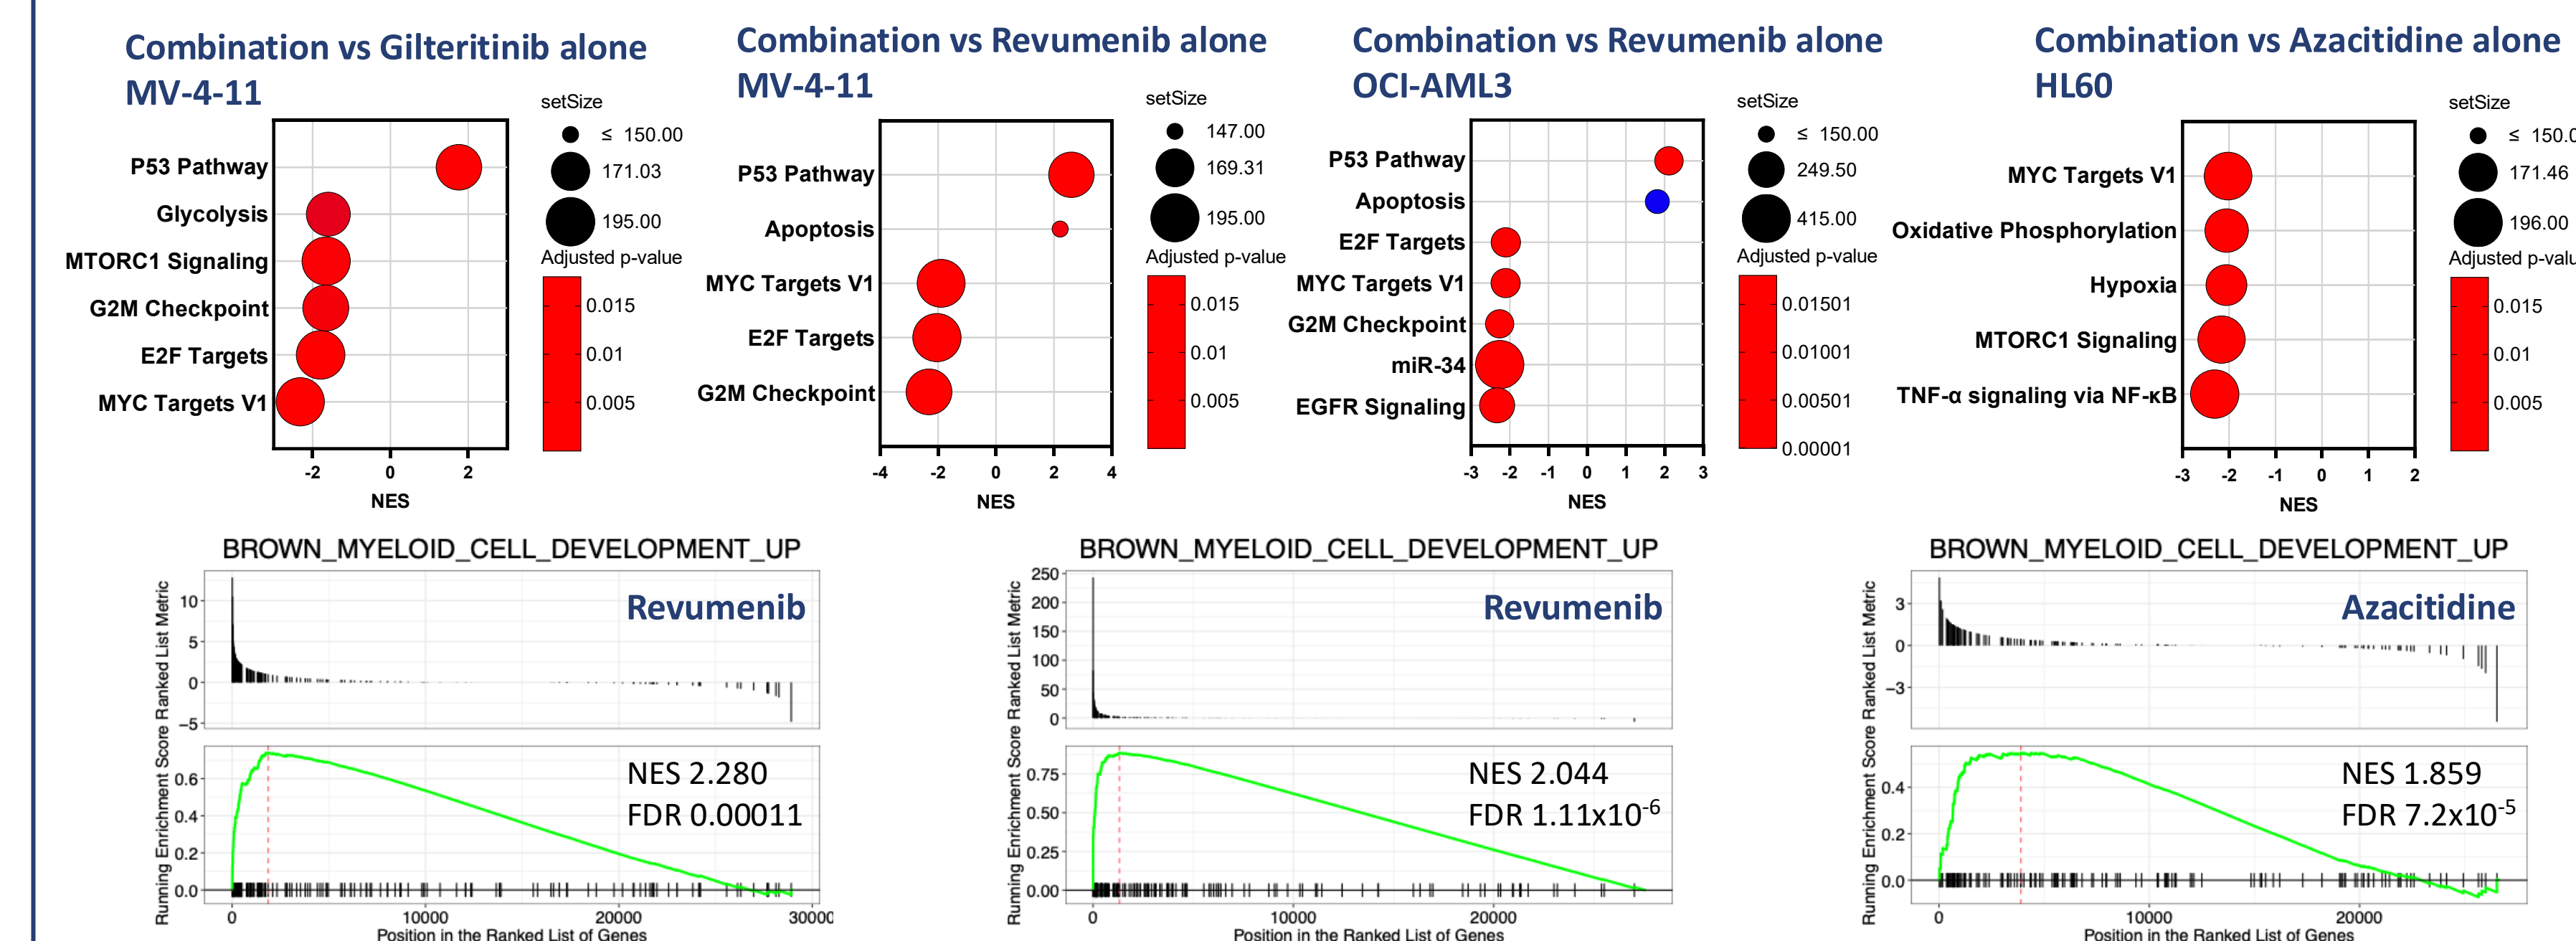 Combination vs Gilteritinib alone
MV-4-11
setSize
≤ 150.00
171.03
195.00
Adjusted p-value
0.015
0.01
0.005
P53 Pathway
Glycolysis
MTORC1 Signaling
G2M Checkpoint
E2F Targets
MYC Targets V1
-2 0 2
NES
Combination vs Revumenib alone
MV-4-11
setSize
147.00
169.31
195.00
Adjusted p-value
0.015
0.01
0.005
P53 Pathway
Apoptosis
MYC Targets V1
E2F Targets
G2M Checkpoint
-4 -2 0 2 4
NES
Combination vs Revumenib alone
OCI-AML3
setSize
≤ 150.00
249.50
415.00
Adjusted p-value
0.01501
0.01001
0.00501
0.00001
P53 Pathway
Apoptosis
E2F Targets
MYC Targets V1
G2M Checkpoint
miR-34
EGFR Signaling
-3 -2 -1 0 1 2 3
NES
Combination vs Azacitidine alone
HL60
setSize
≤ 150.0
171.46
196.00
Adjusted p-valu
0.015
0.01
0.005
MYC Targets V1
Oxidative Phosphorylation
Hypoxia
MTORC1 Signaling
TNF-α signaling via NF-κB
-3 -2 -1 0 1 2
NES
BROWN_MYELOID_CELL_DEVELOPMENT_UP
Revumenib
Ranked List Metric
10
5
0
−5
Running Enrichment Score
NES 2.280
FDR 0.00011
0.6
0.4
0.2
0.0
0 10000 20000 30000
Position in the Ranked List of Genes
BROWN_MYELOID_CELL_DEVELOPMENT_UP
Revumenib
Ranked List Metric
250
200
150
100
50
0
Running Enrichment Score
NES 2.044
FDR 1.11x10-6
0.75
0.50
0.25
0.00
0 10000 20000
Position in the Ranked List of Genes
BROWN_MYELOID_CELL_DEVELOPMENT_UP
Azacitidine
Ranked List Metric
3
0
−3
Running Enrichment Score
NES 1.859
FDR 7.2x10-5
0.4
0.2
0.0
0 10000 20000
Position in the Ranked List of Genes